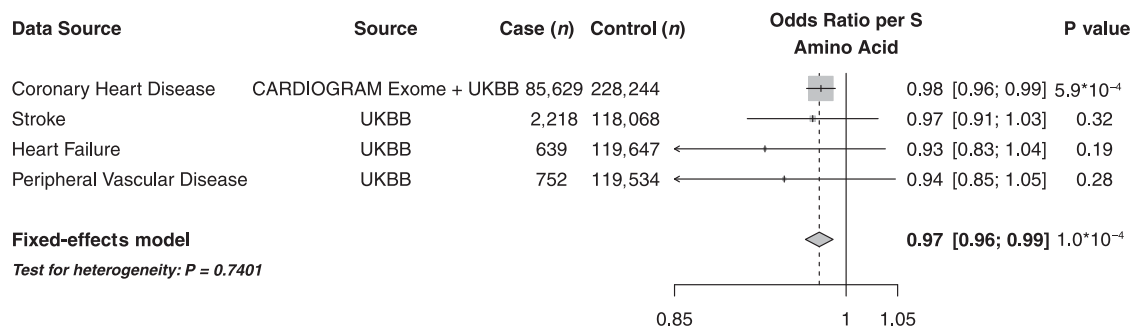 Data Source Source Case (n) Control (n) Odds Ratio per S Amino Acid P value
Coronary Heart Disease CARDIOGRAM Exome + UKBB 85,629 228,244 0.98 [0.96; 0.99] 5.9*10⁻⁴
Stroke UKBB 2,218 118,068 0.97 [0.91; 1.03] 0.32
Heart Failure UKBB 639 119,647 0.93 [0.83; 1.04] 0.19
Peripheral Vascular Disease UKBB 752 119,534 0.94 [0.85; 1.05] 0.28
Fixed-effects model 0.97 [0.96; 0.99] 1.0*10⁻⁴
Test for heterogeneity: P = 0.7401
0.85 1 1.05